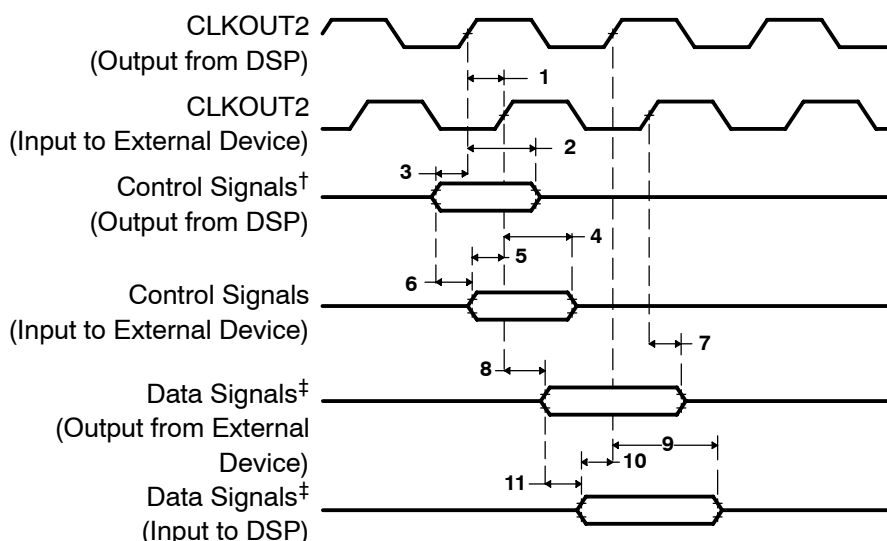 CLKOUT2
(Output from DSP)
1
CLKOUT2
(Input to External Device)
2
3
Control Signals†
(Output from DSP)
4
5
6
Control Signals
(Input to External Device)
7
8
Data Signals‡
(Output from External
Device)
9
10
11
Data Signals‡
(Input to DSP)